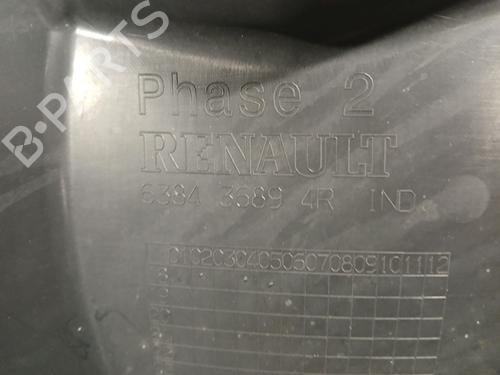 B-PARTS
Phase 2
RENAULT
6384 3689 4R IND:
010203040506070809101112